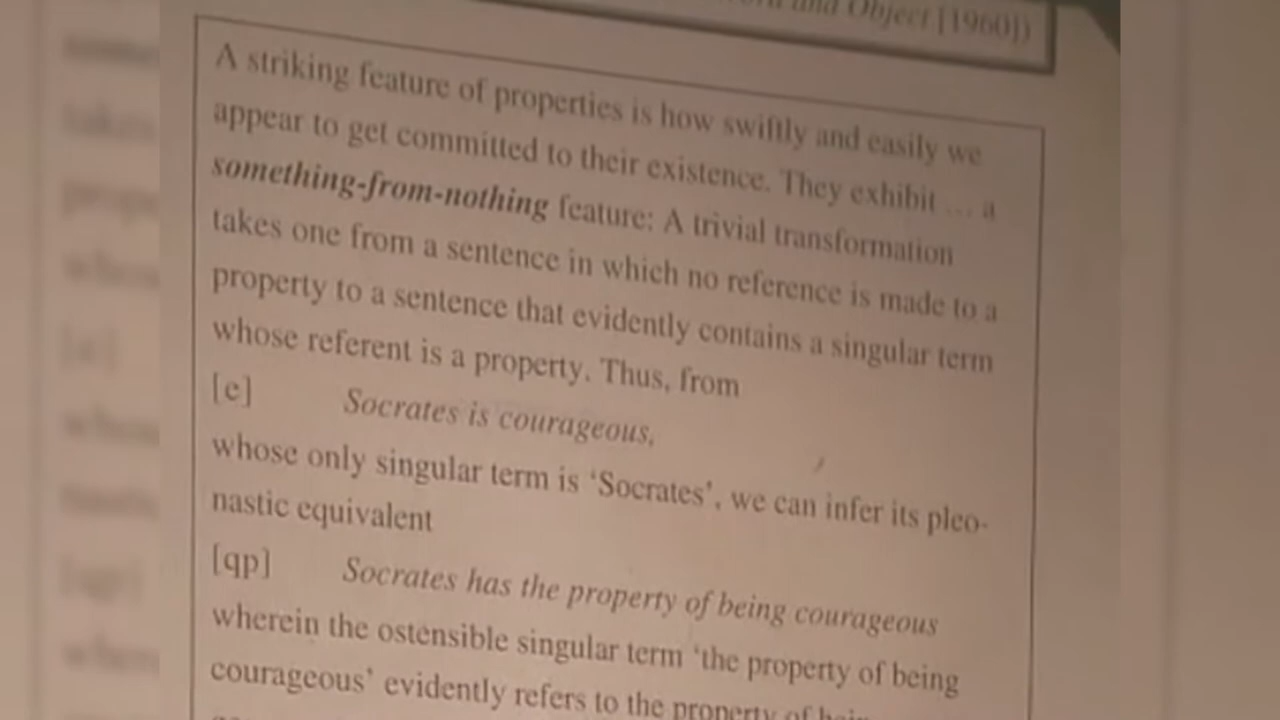 and Object [1960])
A striking feature of properties is how swiftly and easily we
appear to get committed to their existence. They exhibit … a
something-from-nothing feature: A trivial transformation
takes one from a sentence in which no reference is made to a
property to a sentence that evidently contains a singular term
whose referent is a property. Thus, from
[e] Socrates is courageous,
whose only singular term is ‘Socrates’, we can infer its pleo-
nastic equivalent
[qp] Socrates has the property of being courageous
wherein the ostensible singular term ‘the property of being
courageous’ evidently refers to the property of